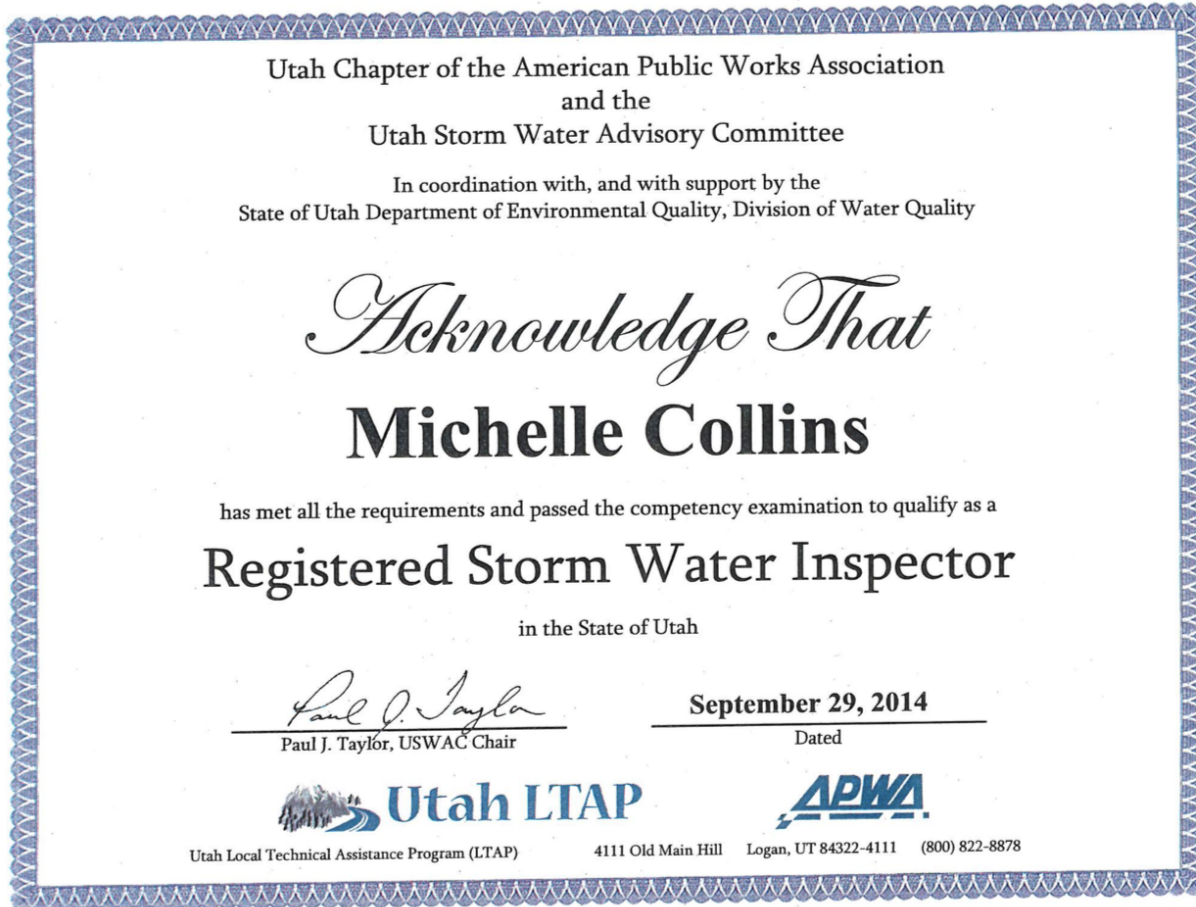 Utah Chapter of the American Public Works Association
and the
Utah Storm Water Advisory Committee
In coordination with, and with support by the
State of Utah Department of Environmental Quality, Division of Water Quality
Acknowledge That
Michelle Collins
has met all the requirements and passed the competency examination to qualify as a
Registered Storm Water Inspector
in the State of Utah
Paul J. Taylor
September 29, 2014
Paul J. Taylor, USWAC Chair
Dated
Utah LTAP
APWA
Utah Local Technical Assistance Program (LTAP) 4111 Old Main Hill Logan, UT 84322-4111 (800) 822-8878